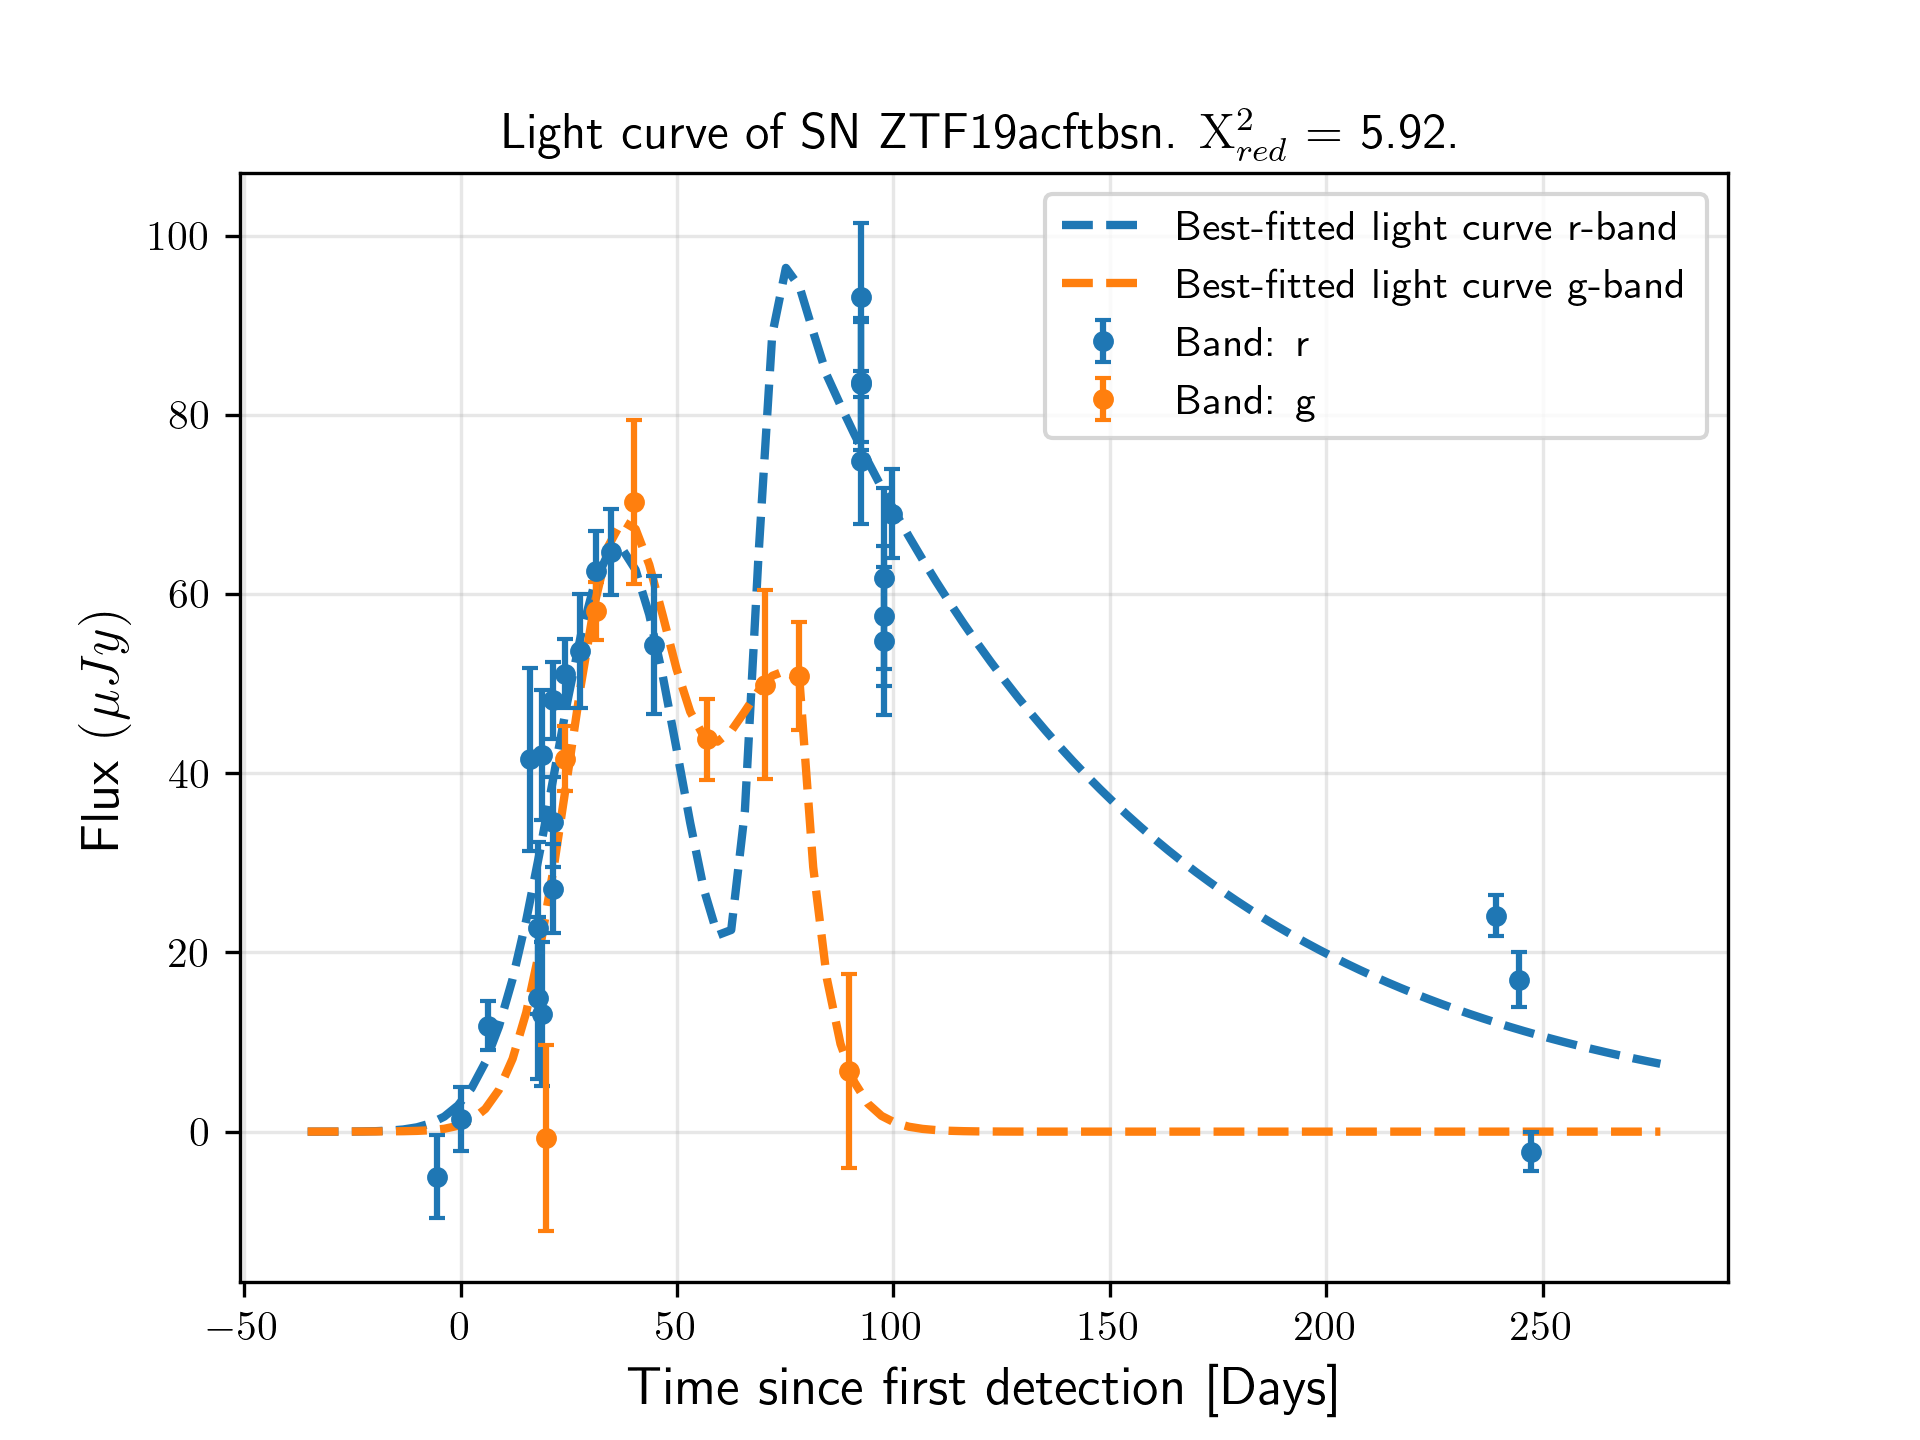 Light curve of SN ZTF19acftbsn. X²_red = 5.92.
Best-fitted light curve r-band
Best-fitted light curve g-band
Band: r
Band: g
100
80
60
40
20
0
Flux (μJy)
−50 0 50 100 150 200 250
Time since first detection [Days]